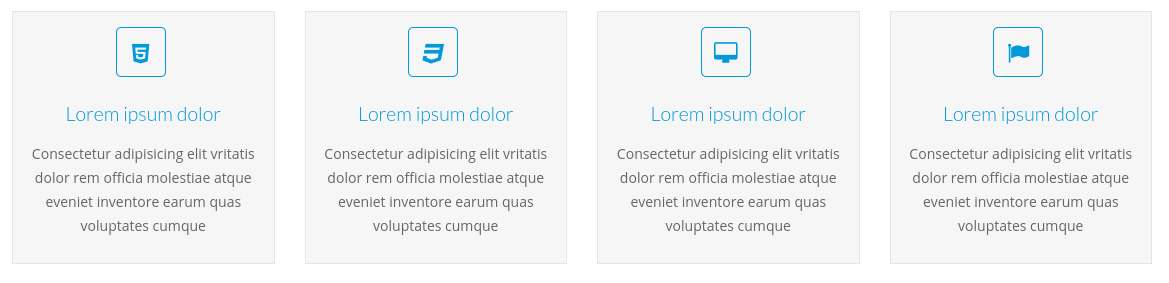 Lorem ipsum dolor
Consectetur adipisicing elit vritatis
dolor rem officia molestiae atque
eveniet inventore earum quas
voluptates cumque
Lorem ipsum dolor
Consectetur adipisicing elit vritatis
dolor rem officia molestiae atque
eveniet inventore earum quas
voluptates cumque
Lorem ipsum dolor
Consectetur adipisicing elit vritatis
dolor rem officia molestiae atque
eveniet inventore earum quas
voluptates cumque
Lorem ipsum dolor
Consectetur adipisicing elit vritatis
dolor rem officia molestiae atque
eveniet inventore earum quas
voluptates cumque